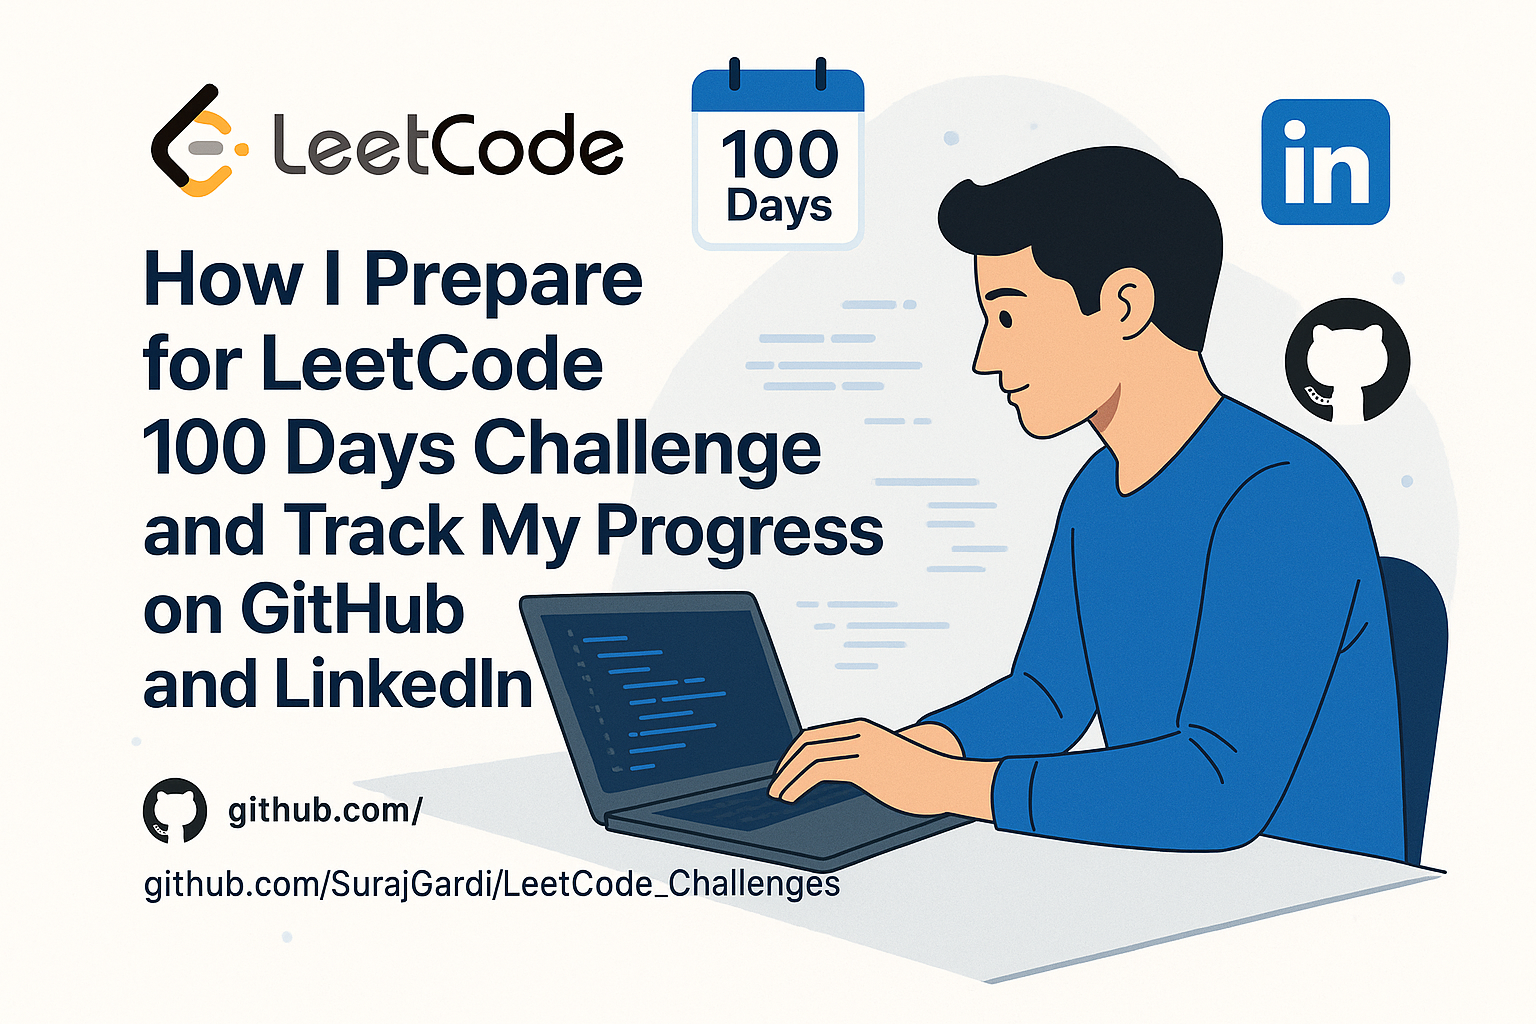 LeetCode
100
Days
in
How I Prepare
for LeetCode
100 Days Challenge
and Track My Progress
on GitHub
and LinkedIn
github.com/
github.com/SurajGardi/LeetCode_Challenges